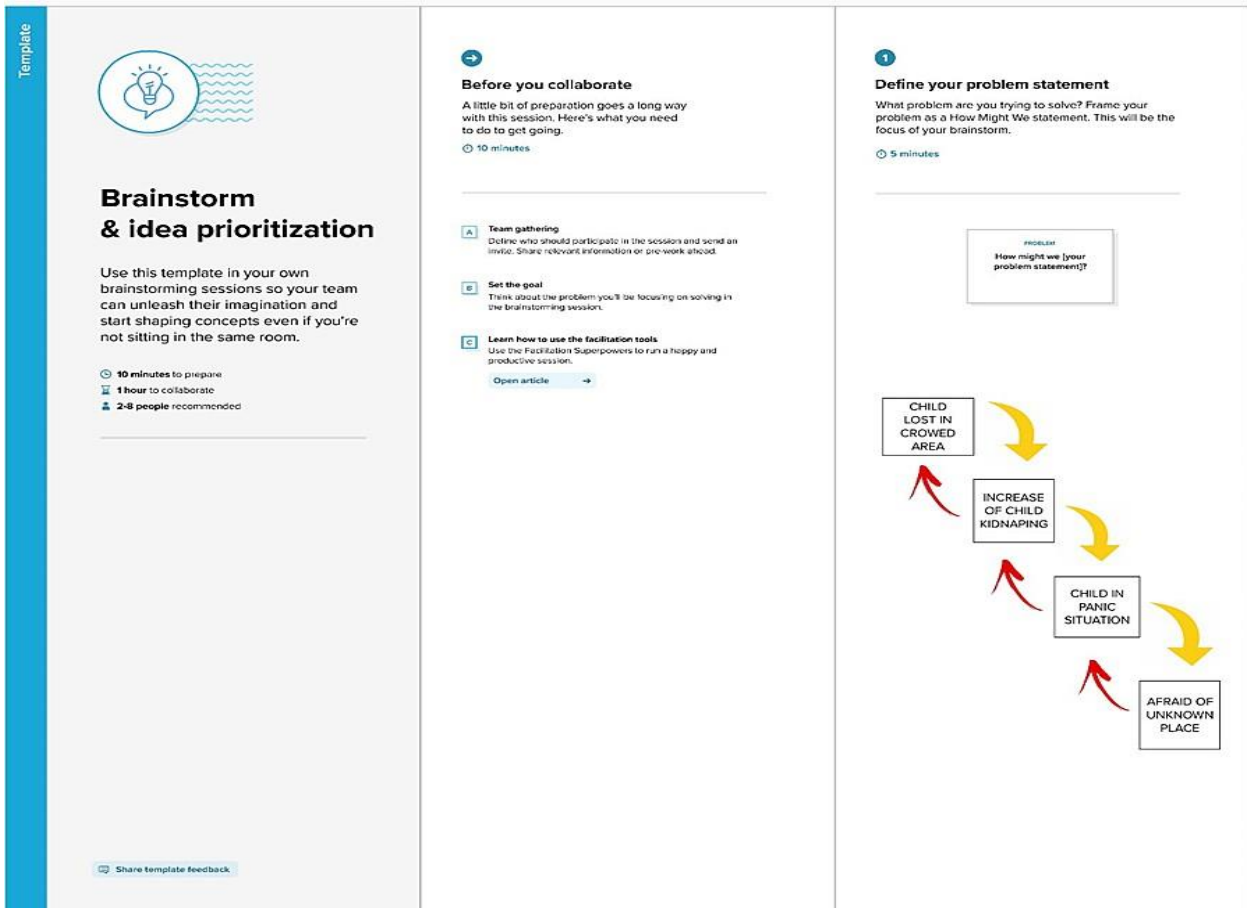 Template
Brainstorm
& idea prioritization
Use this template in your own
brainstorming sessions so your team
can unleash their imagination and
start shaping concepts even if you're
not sitting in the same room.
10 minutes to prepare
1 hour to collaborate
2-8 people recommended
Share template feedback
Before you collaborate
A little bit of preparation goes a long way
with this session. Here's what you need
to do to get going.
10 minutes
A
Team gathering
Define who should participate in the session and send an
invite. Share relevant information or pre-work ahead.
B
Set the goal
Think about the problem you'll be focusing on solving in
the brainstorming session.
C
Learn how to use the facilitation tools
Use the Facilitation Superpowers to run a happy and
productive session.
Open article
1
Define your problem statement
What problem are you trying to solve? Frame your
problem as a How Might We statement. This will be the
focus of your brainstorm.
5 minutes
PROBLEM
How might we [your
problem statement]?
CHILD
LOST IN
CROWED
AREA
INCREASE
OF CHILD
KIDNAPING
CHILD IN
PANIC
SITUATION
AFRAID OF
UNKNOWN
PLACE